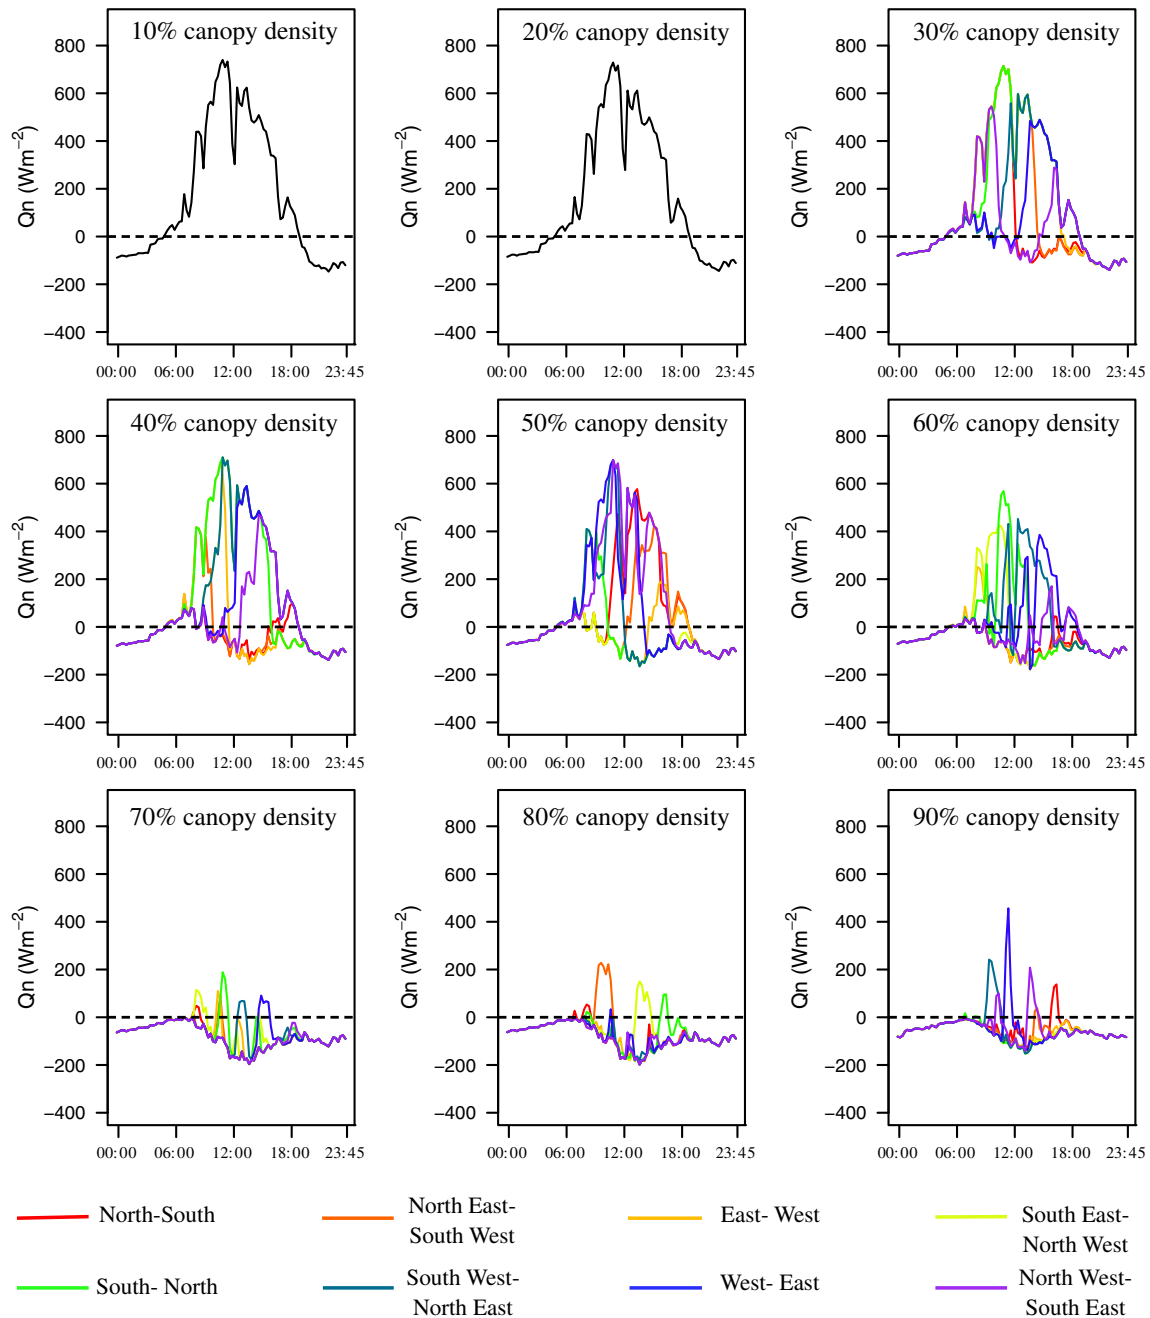 10% canopy density
800
600
400
200
0
−200
−400
Qn (Wm−2)
00:00 06:00 12:00 18:00 23:45
20% canopy density
800
600
400
200
0
−200
−400
Qn (Wm−2)
00:00 06:00 12:00 18:00 23:45
30% canopy density
800
600
400
200
0
−200
−400
Qn (Wm−2)
00:00 06:00 12:00 18:00 23:45
40% canopy density
800
600
400
200
0
−200
−400
Qn (Wm−2)
00:00 06:00 12:00 18:00 23:45
50% canopy density
800
600
400
200
0
−200
−400
Qn (Wm−2)
00:00 06:00 12:00 18:00 23:45
60% canopy density
800
600
400
200
0
−200
−400
Qn (Wm−2)
00:00 06:00 12:00 18:00 23:45
70% canopy density
800
600
400
200
0
−200
−400
Qn (Wm−2)
00:00 06:00 12:00 18:00 23:45
80% canopy density
800
600
400
200
0
−200
−400
Qn (Wm−2)
00:00 06:00 12:00 18:00 23:45
90% canopy density
800
600
400
200
0
−200
−400
Qn (Wm−2)
00:00 06:00 12:00 18:00 23:45
North-South
North East-
South West
East- West
South East-
North West
South- North
South West-
North East
West- East
North West-
South East